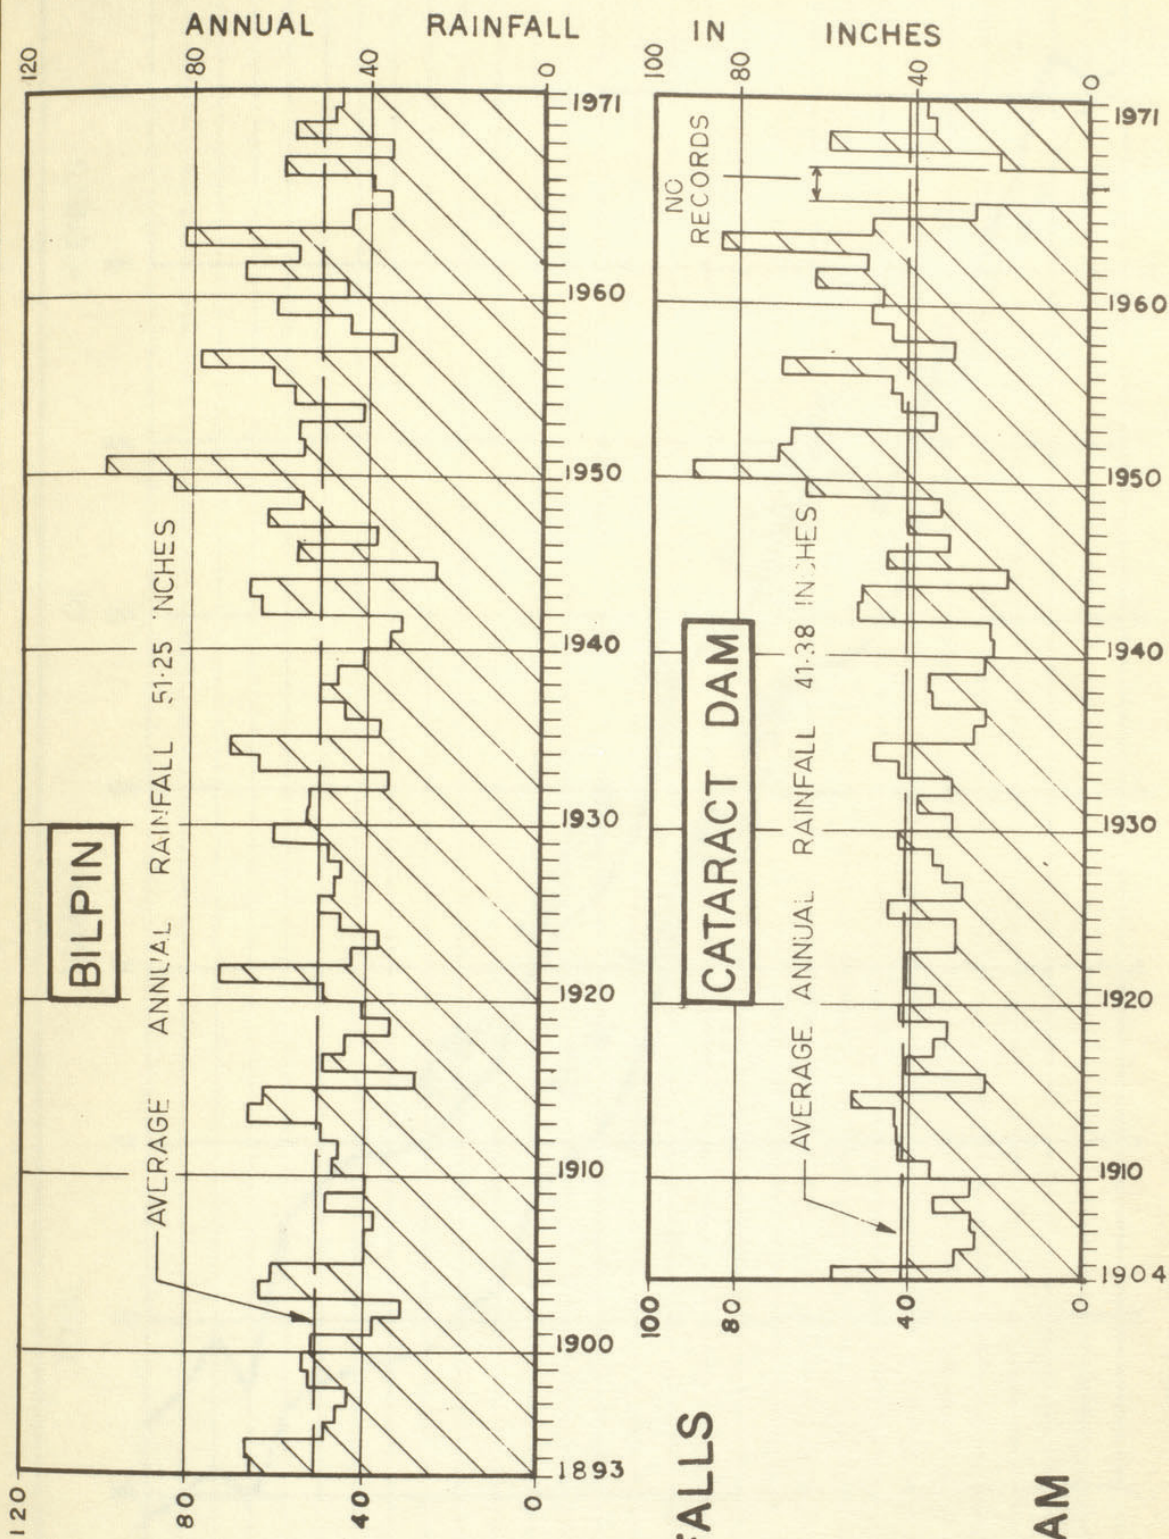 ANNUAL RAINFALL IN INCHES
120 80 40 0
1971
1960
1950
1940
1930
1920
1910
1900
1893
120 80 40 0
BILPIN
AVERAGE ANNUAL RAINFALL 51·25 INCHES
100 80 40 0
NO
RECORDS
1971
1960
1950
1940
1930
1920
1910
1904
100 80 40 0
CATARACT DAM
AVERAGE ANNUAL RAINFALL 41·38 INCHES
FALLS
AM